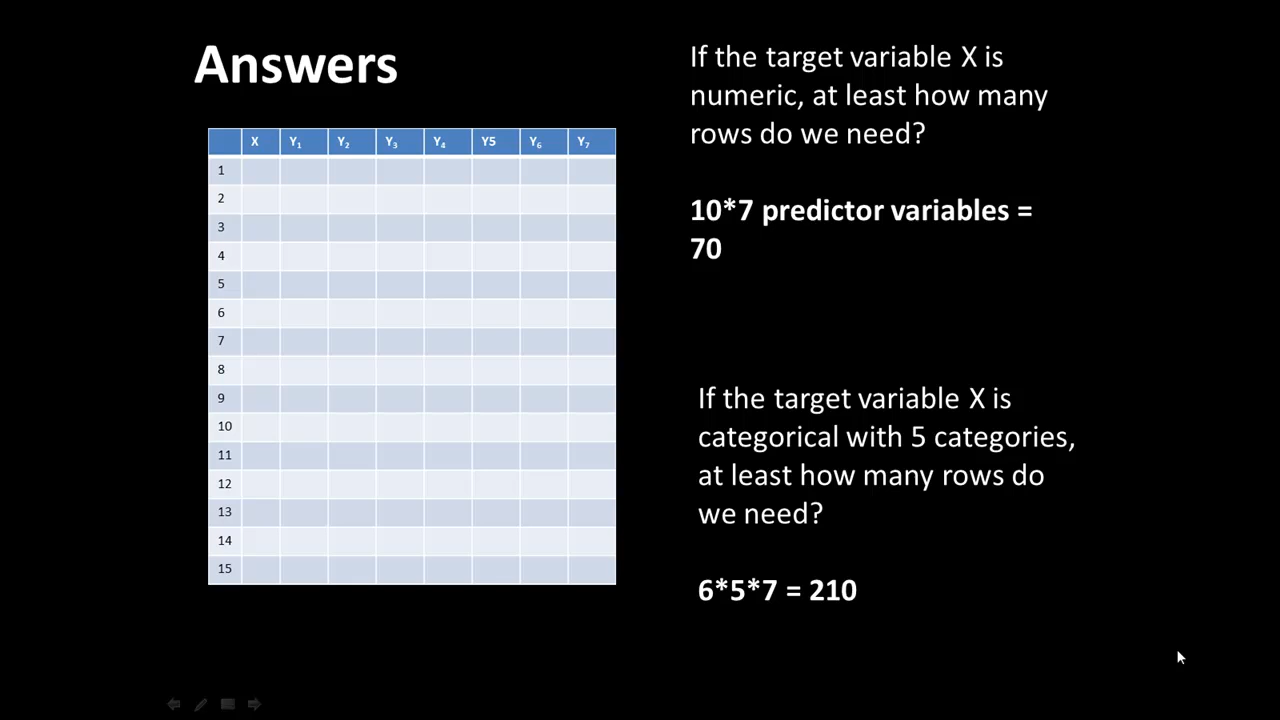 Answers
X Y₁ Y₂ Y₃ Y₄ Y5 Y₆ Y₇
1
2
3
4
5
6
7
8
9
10
11
12
13
14
15
If the target variable X is
numeric, at least how many
rows do we need?
10*7 predictor variables =
70
If the target variable X is
categorical with 5 categories,
at least how many rows do
we need?
6*5*7 = 210